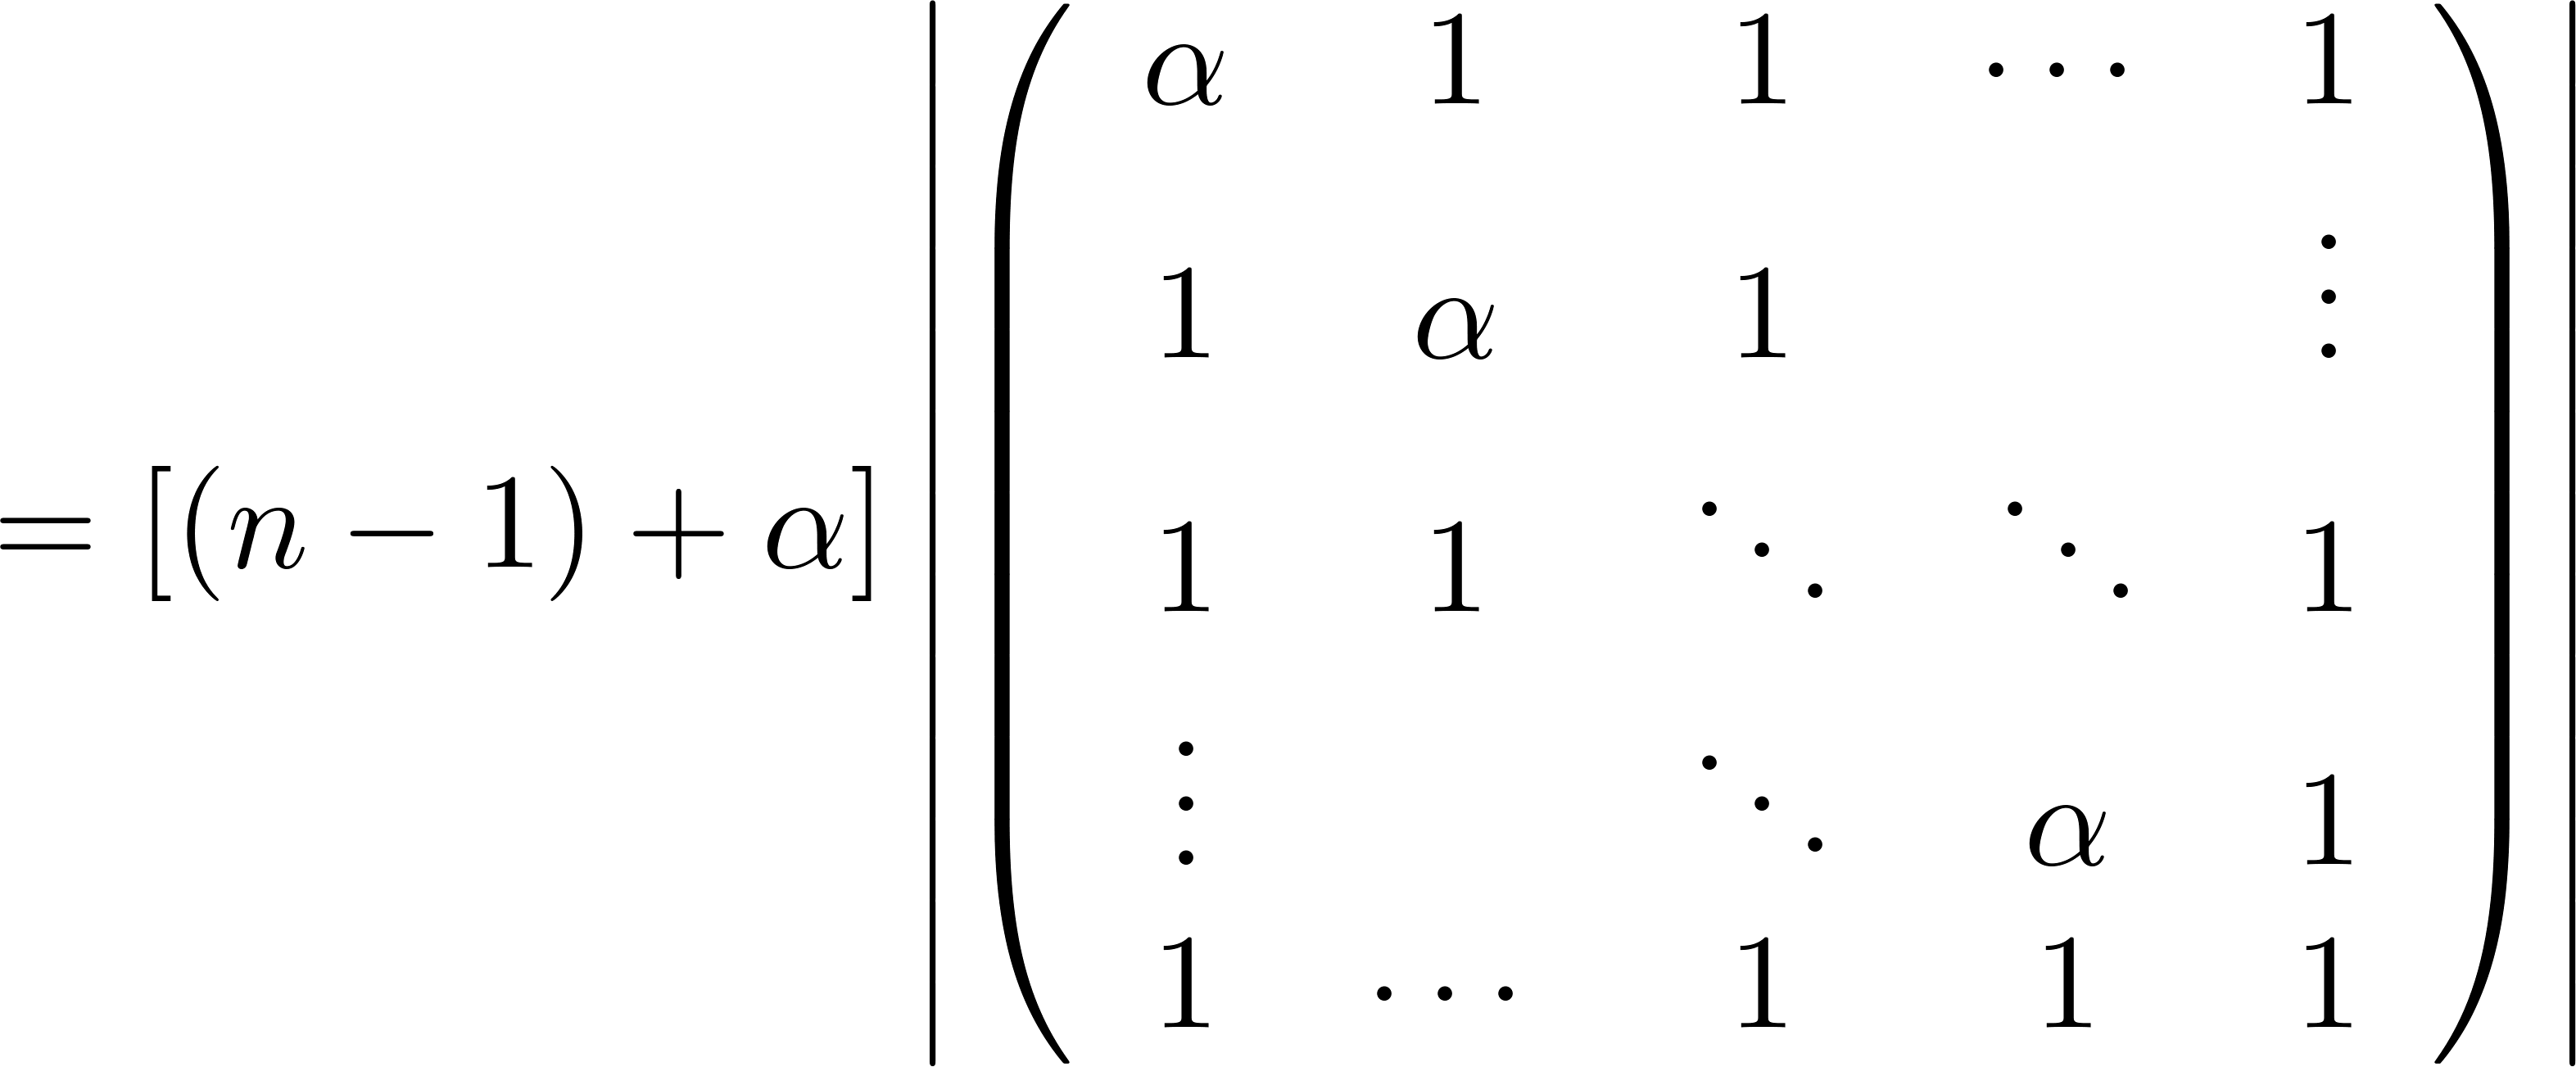 = [(n − 1) + α] | ( α 1 1 ⋯ 1
1 α 1 ⋮
1 1 ⋱ ⋱ 1
⋮ ⋱ α 1
1 ⋯ 1 1 1 ) |